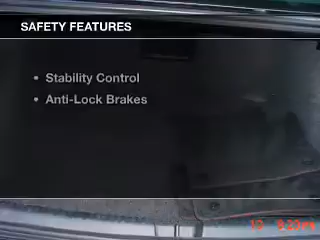 SAFETY FEATURES
• Stability Control
• Anti-Lock Brakes